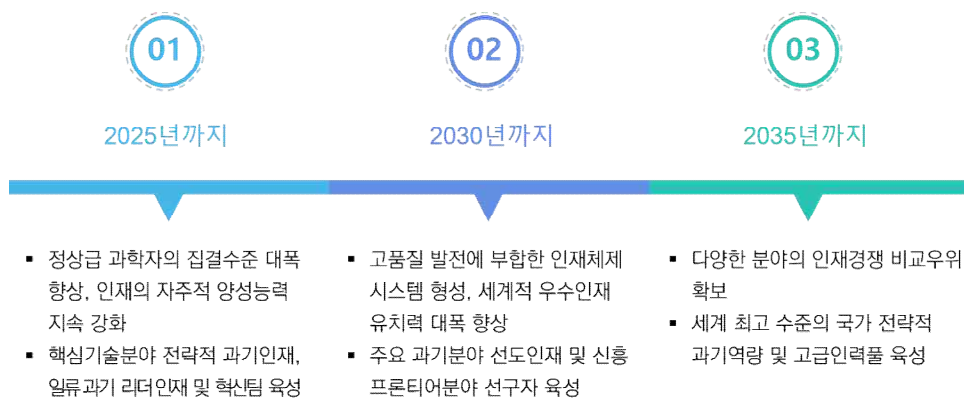 01
2025년까지
■ 정상급 과학자의 집결수준 대폭
향상, 인재의 자주적 양성능력
지속 강화
■ 핵심기술분야 전략적 과기인재,
일류과기 리더인재 및 혁신팀 육성
02
2030년까지
■ 고품질 발전에 부합한 인재체제
시스템 형성, 세계적 우수인재
유치력 대폭 향상
■ 주요 과기분야 선도인재 및 신흥
프론티어분야 선구자 육성
03
2035년까지
■ 다양한 분야의 인재경쟁 비교우위
확보
■ 세계 최고 수준의 국가 전략적
과기역량 및 고급인력풀 육성